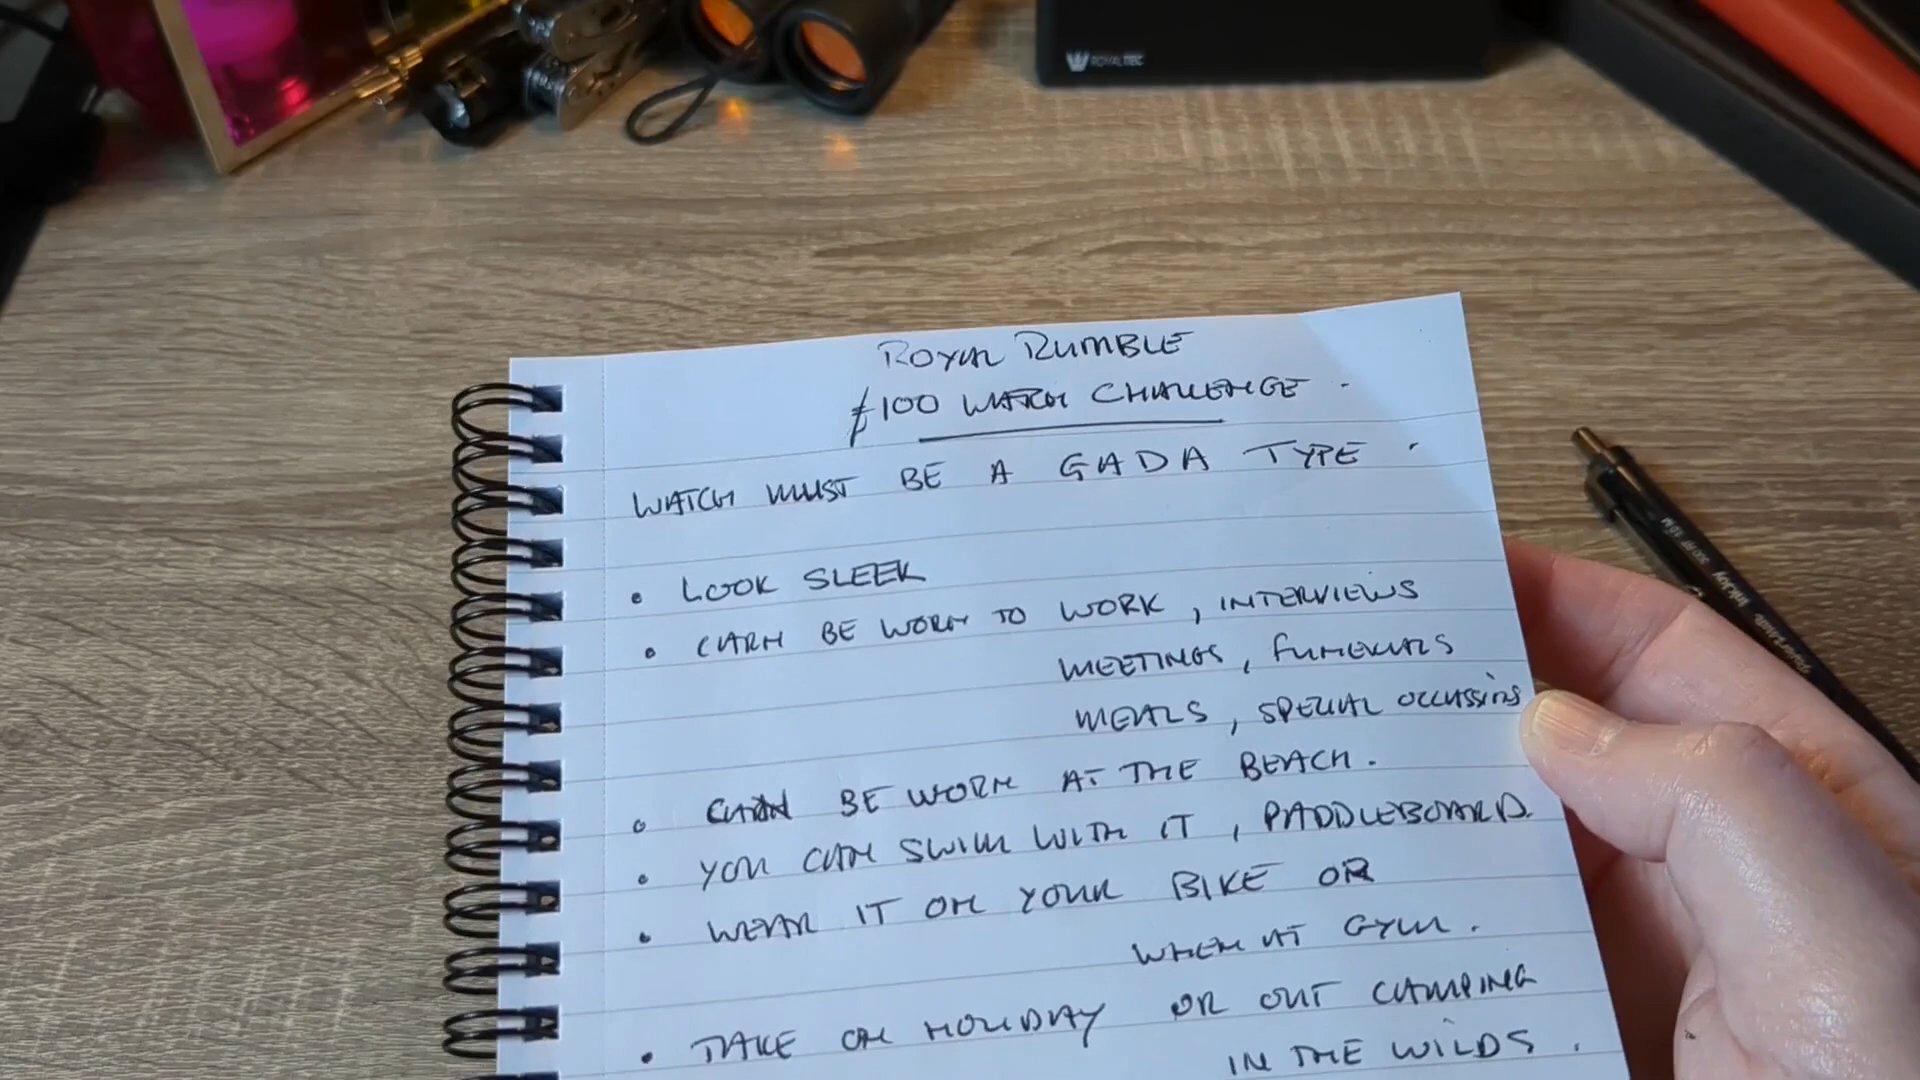 ROYALTEC
ROYAL RUMBLE
£100 WATCH CHALLENGE.
WATCH MUST BE A GADA TYPE.
• LOOK SLEEK
• CAN BE WORN TO WORK, INTERVIEWS
MEETINGS, FUNERALS
MEALS, SPECIAL OCCASSIONS
• CAN BE WORN AT THE BEACH.
• YOU CAN SWIM WITH IT, PADDLEBOARD.
• WEAR IT ON YOUR BIKE OR
WHEN AT GYM.
• TAKE ON HOLIDAY OR OUT CAMPING
IN THE WILDS.
InkJoy